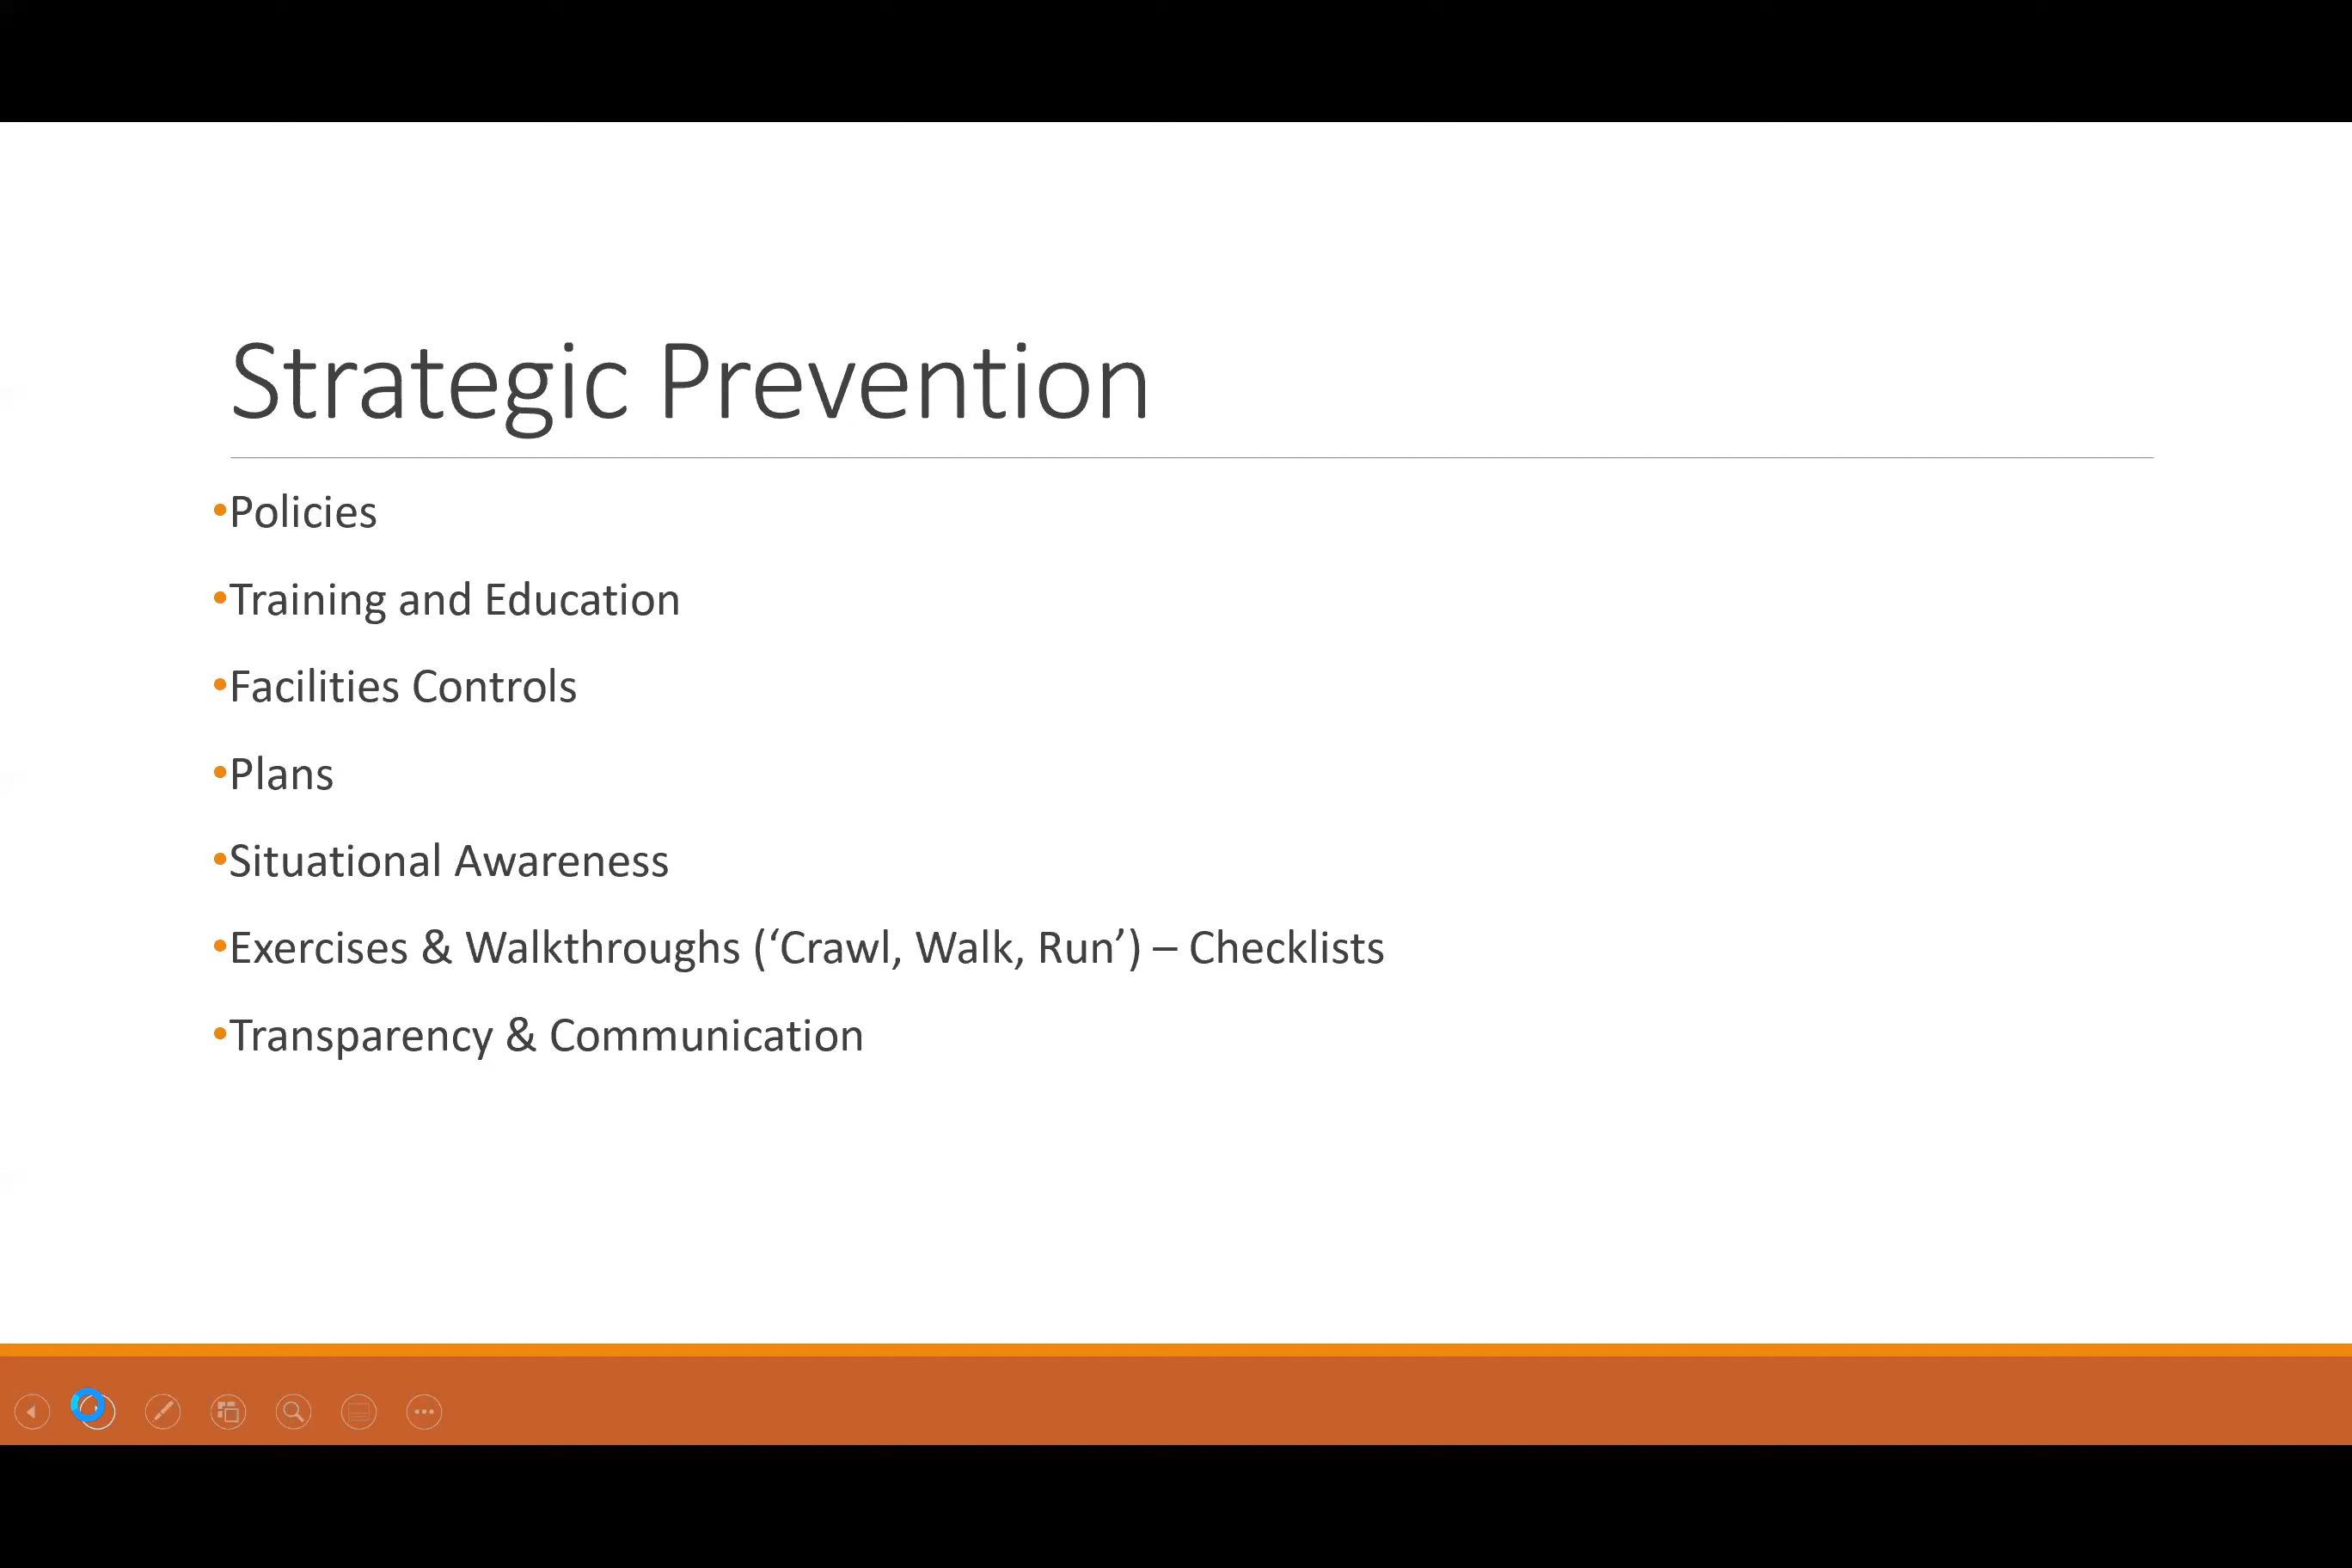 Strategic Prevention
•Policies
•Training and Education
•Facilities Controls
•Plans
•Situational Awareness
•Exercises & Walkthroughs (‘Crawl, Walk, Run’) – Checklists
•Transparency & Communication